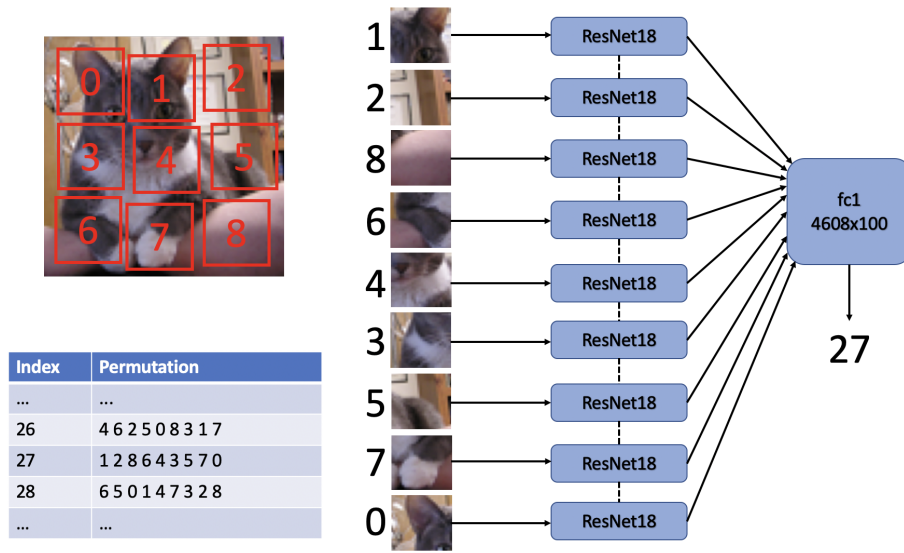 0 1 2
3 4 5
6 7 8
Index Permutation
... ...
26 4 6 2 5 0 8 3 1 7
27 1 2 8 6 4 3 5 7 0
28 6 5 0 1 4 7 3 2 8
... ...
1 ResNet18
2 ResNet18
8 ResNet18
6 ResNet18
4 ResNet18
3 ResNet18
5 ResNet18
7 ResNet18
0 ResNet18
fc1
4608x100
27